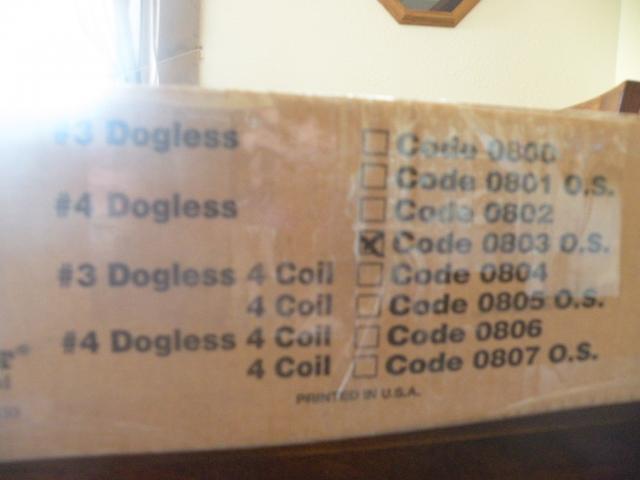 #3 Dogless Code 0800
Code 0801 O.S.
#4 Dogless Code 0802
Code 0803 O.S.
#3 Dogless 4 Coil Code 0804
4 Coil Code 0805 O.S.
#4 Dogless 4 Coil Code 0806
4 Coil Code 0807 O.S.
PRINTED IN U.S.A.